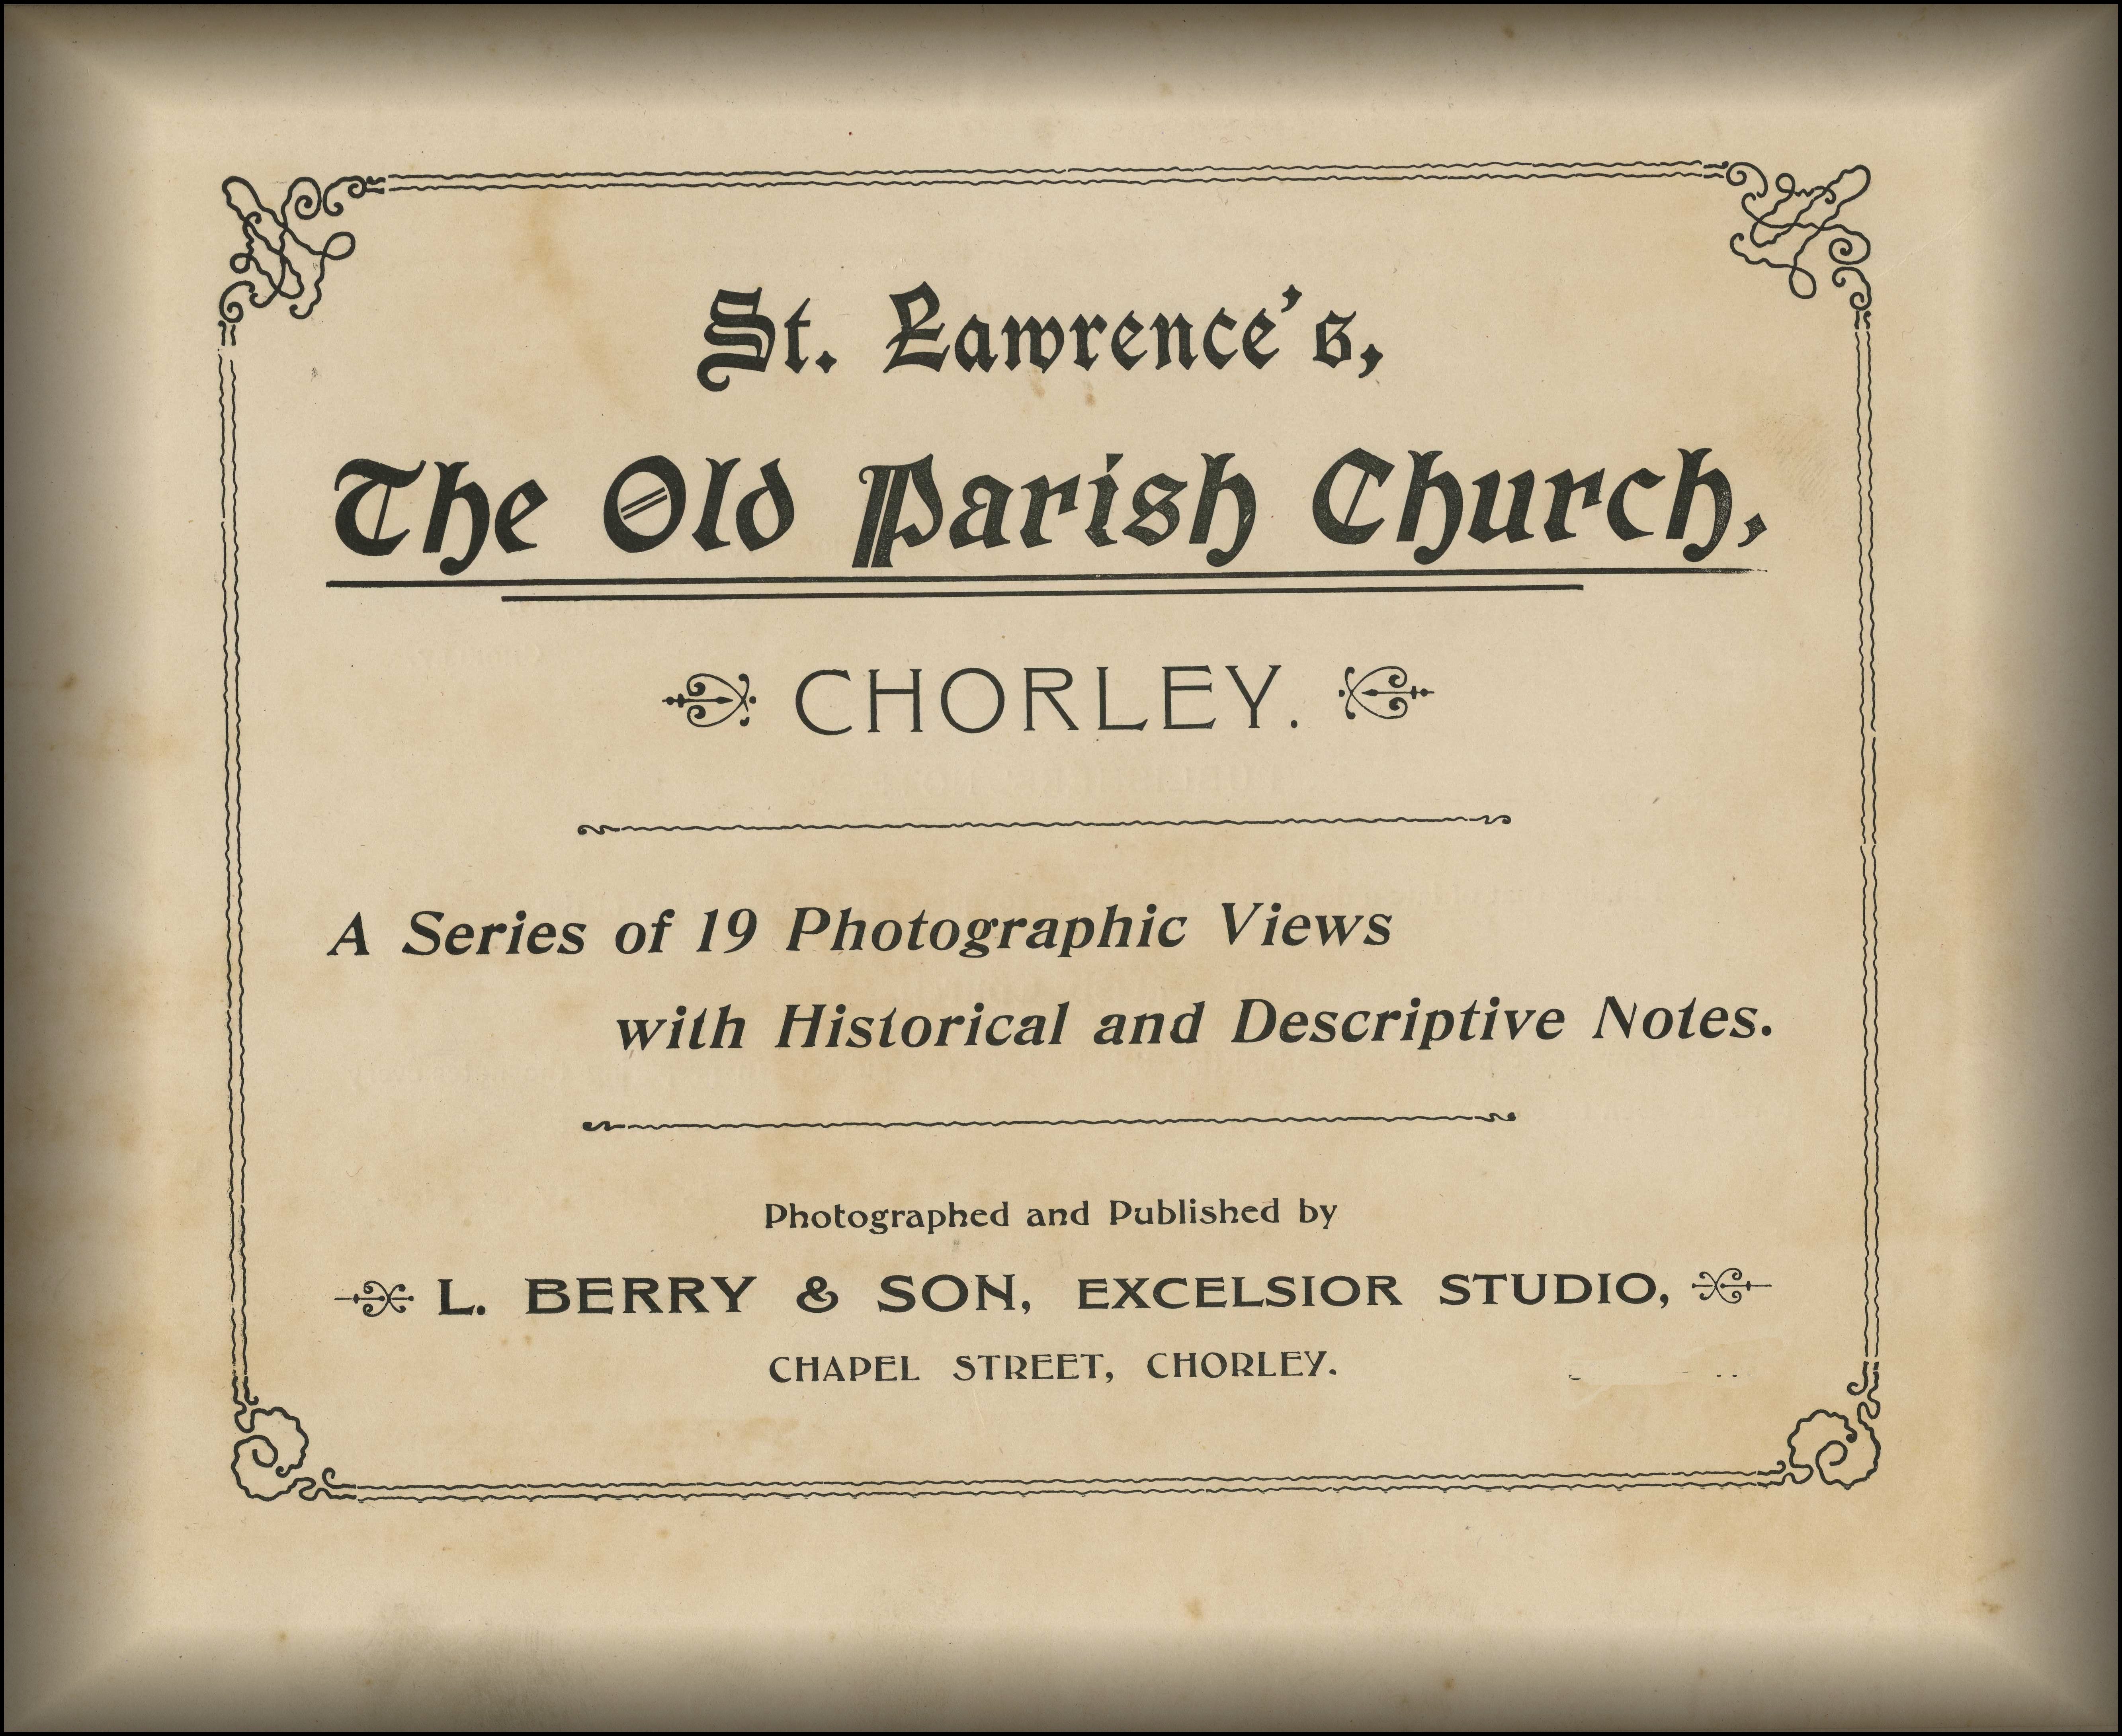 St. Lawrence's,
The Old Parish Church,
CHORLEY.
A Series of 19 Photographic Views
with Historical and Descriptive Notes.
Photographed and Published by
L. BERRY & SON, EXCELSIOR STUDIO,
CHAPEL STREET, CHORLEY.